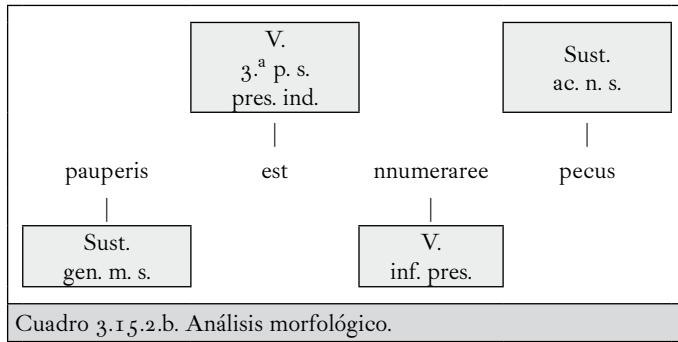 V.
3.ª p. s.
pres. ind.
Sust.
ac. n. s.
pauperis est nnumeraree pecus
Sust.
gen. m. s.
V.
inf. pres.
Cuadro 3.15.2.b. Análisis morfológico.